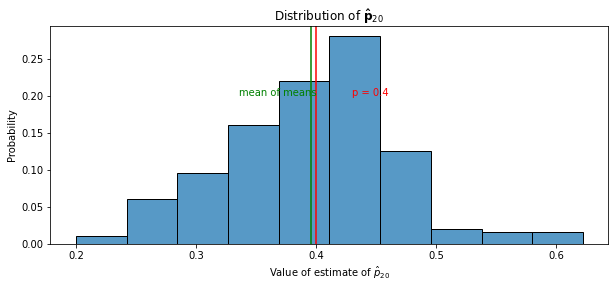 Distribution of p̂₂₀
Probability
0.25
0.20
0.15
0.10
0.05
0.00
mean of means
p = 0.4
0.2 0.3 0.4 0.5 0.6
Value of estimate of p̂₂₀